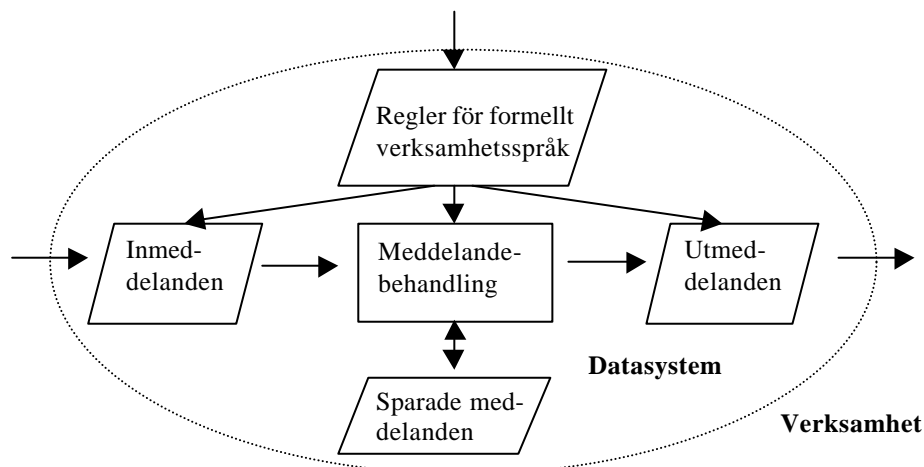 Regler för formellt
verksamhetsspråk
Inmed-
delanden
Meddelande-
behandling
Utmed-
delanden
Datasystem
Sparade med-
delanden
Verksamhet